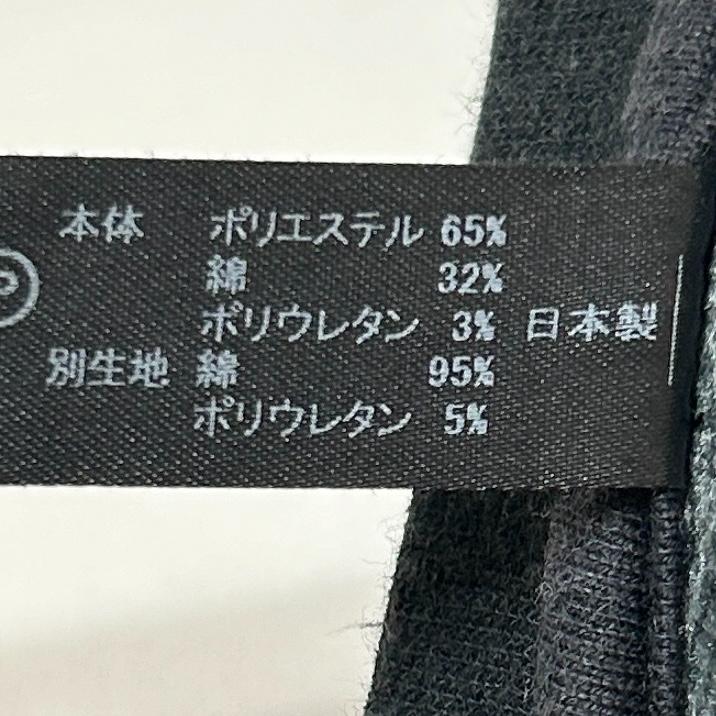 本体 ポリエステル 65%
綿 32%
ポリウレタン 3% 日本製
別生地 綿 95%
ポリウレタン 5%
P